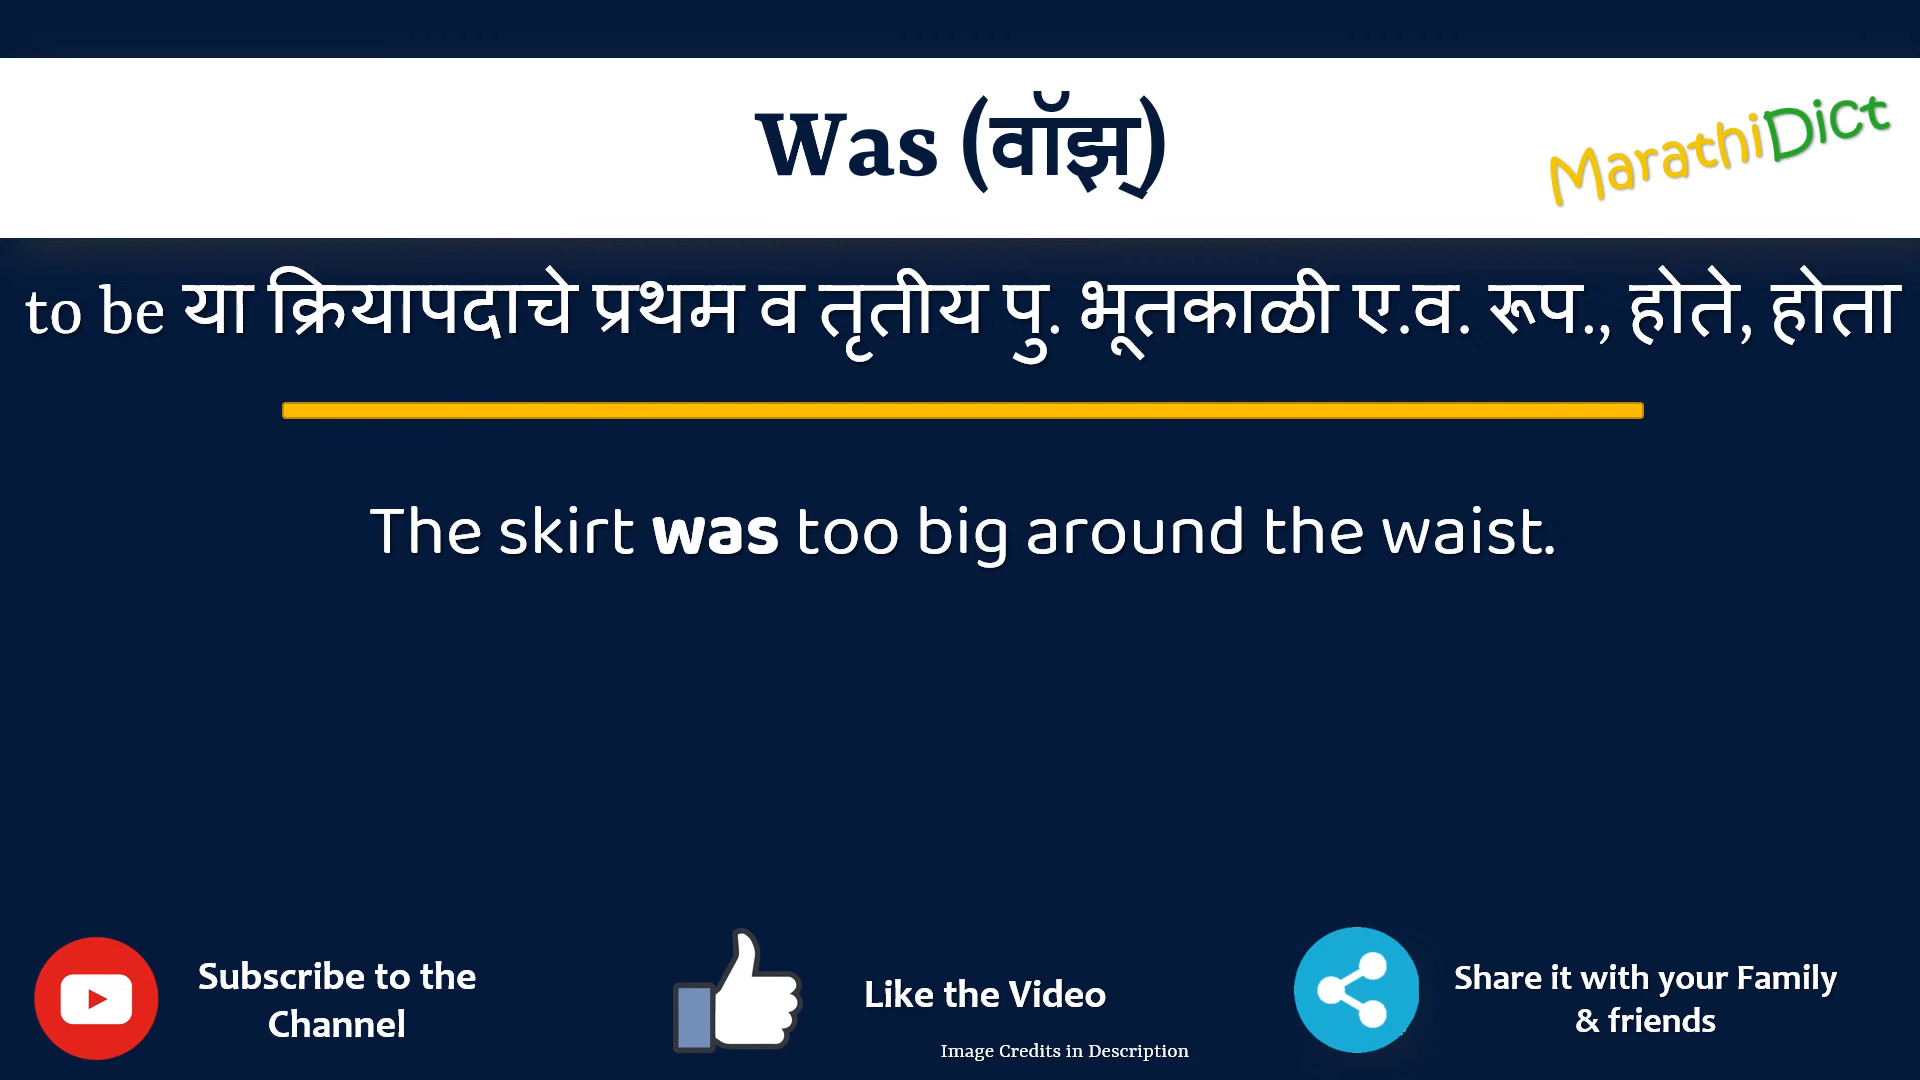 Was (वॉझ्)
MarathiDict
to be या क्रियापदाचे प्रथम व तृतीय पु. भूतकाळी ए.व. रूप., होते, होता
The skirt was too big around the waist.
Subscribe to the
Channel
Like the Video
Share it with your Family
& friends
Image Credits in Description